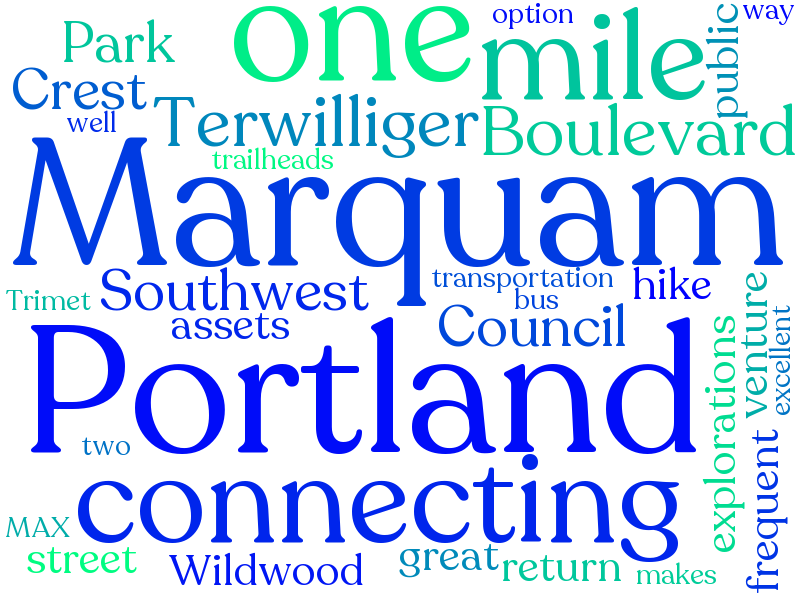 option
way
public
Park
one
mile
Crest
well
Terwilliger
Boulevard
trailheads
Marquam
Trimet
Southwest
transportation
hike
bus
assets
Council
venture
excellent
explorations
Portland
two
frequent
connecting
MAX
street
Wildwood
great
return
makes